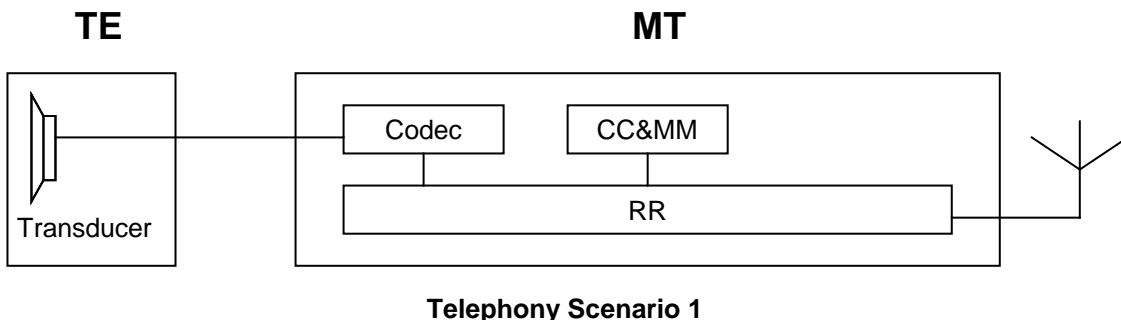 TE
MT
Codec
CC&MM
Transducer
RR
Telephony Scenario 1